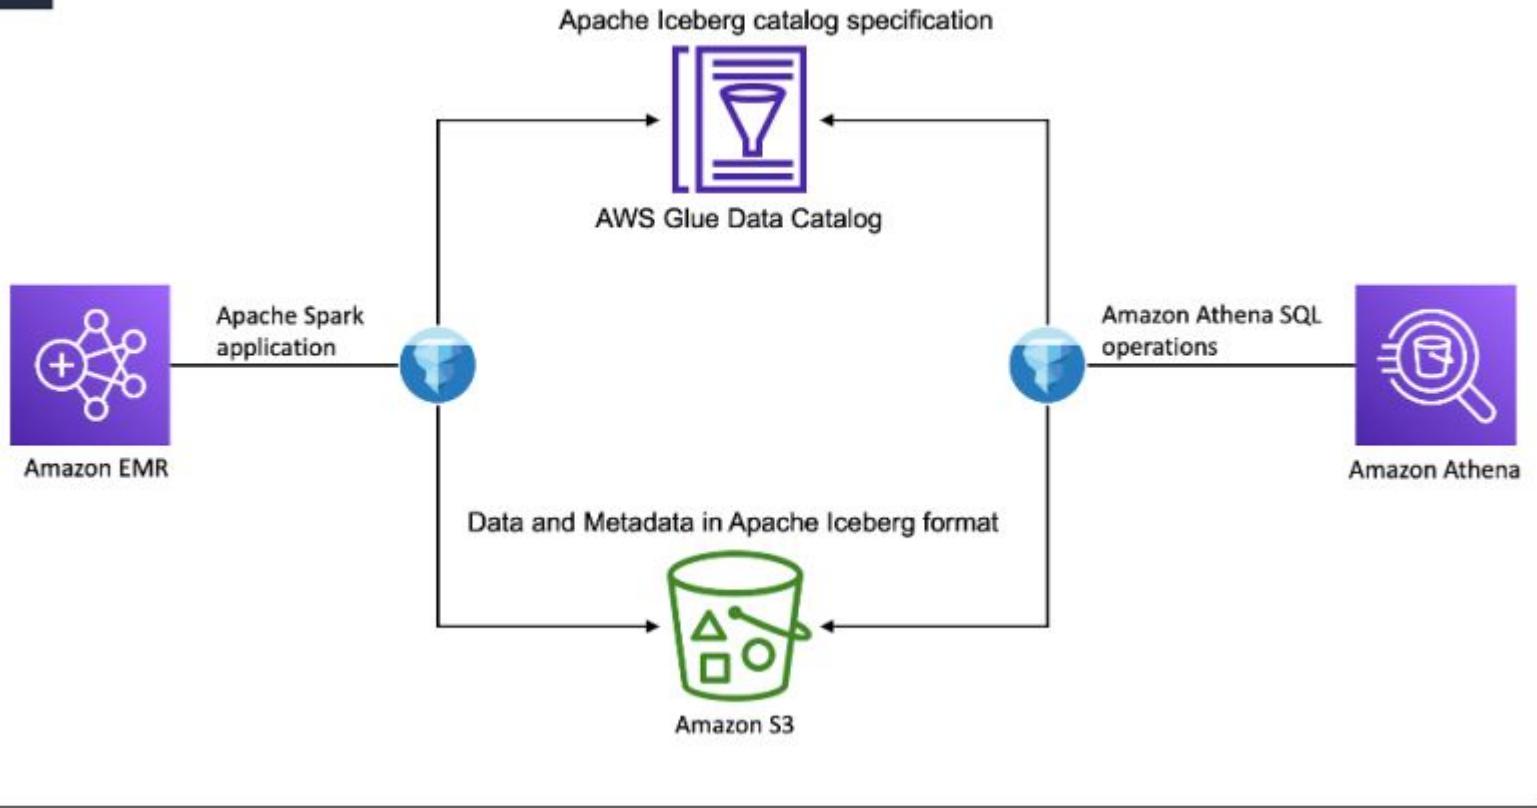 Apache Iceberg catalog specification
AWS Glue Data Catalog
Apache Spark
application
Amazon Athena SQL
operations
Amazon EMR
Amazon Athena
Data and Metadata in Apache Iceberg format
Amazon S3